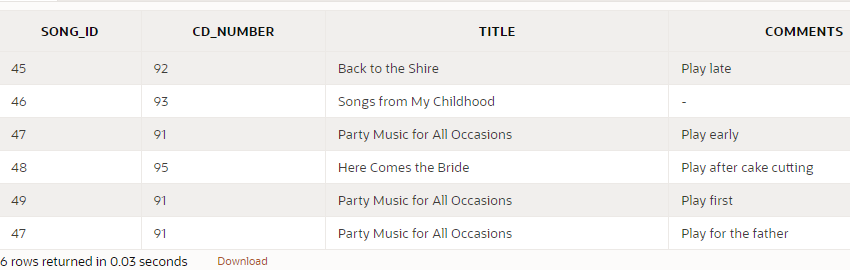 SONG_ID CD_NUMBER TITLE COMMENTS
45 92 Back to the Shire Play late
46 93 Songs from My Childhood -
47 91 Party Music for All Occasions Play early
48 95 Here Comes the Bride Play after cake cutting
49 91 Party Music for All Occasions Play first
47 91 Party Music for All Occasions Play for the father
6 rows returned in 0.03 seconds Download